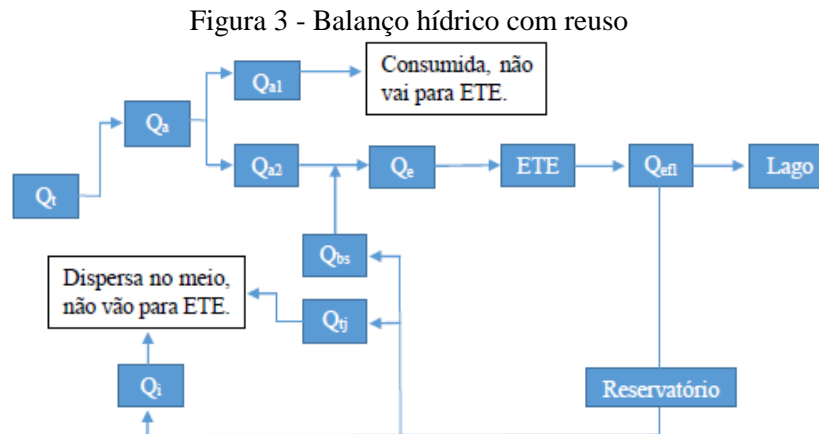 Figura 3 - Balanço hídrico com reuso
Consumida, não
vai para ETE.
Qa1
Qa
Qa2
Qe
ETE
Qefl
Lago
Qt
Qbs
Dispersa no meio,
não vão para ETE.
Qtj
Qi
Reservatório